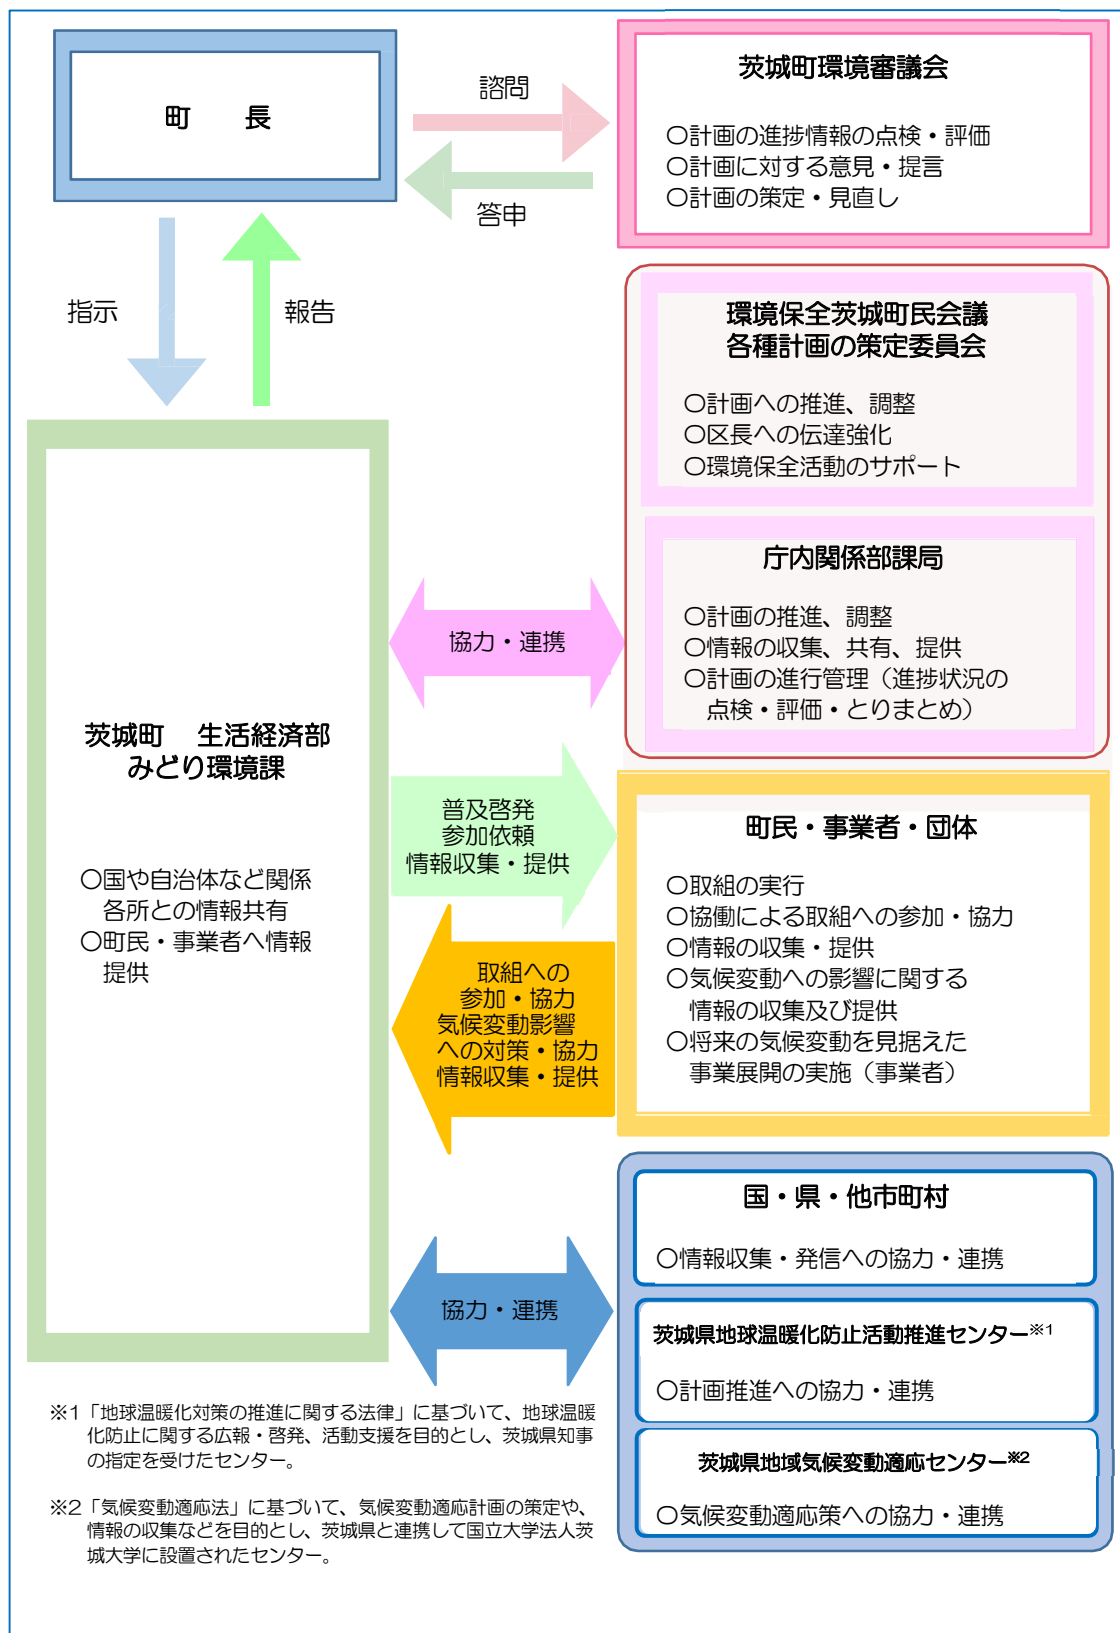 町　長
諮問
答申
茨城町環境審議会
〇計画の進捗情報の点検・評価
〇計画に対する意見・提言
〇計画の策定・見直し
指示
報告
環境保全茨城町民会議
各種計画の策定委員会
〇計画への推進、調整
〇区長への伝達強化
〇環境保全活動のサポート
庁内関係部課局
〇計画の推進、調整
〇情報の収集、共有、提供
〇計画の進行管理（進捗状況の
点検・評価・とりまとめ）
協力・連携
茨城町　生活経済部
みどり環境課
〇国や自治体など関係
各所との情報共有
〇町民・事業者へ情報
提供
普及啓発
参加依頼
情報収集・提供
取組への
参加・協力
気候変動影響
への対策・協力
情報収集・提供
町民・事業者・団体
〇取組の実行
〇協働による取組への参加・協力
〇情報の収集・提供
〇気候変動への影響に関する
情報の収集及び提供
〇将来の気候変動を見据えた
事業展開の実施（事業者）
協力・連携
国・県・他市町村
〇情報収集・発信への協力・連携
茨城県地球温暖化防止活動推進センター※1
〇計画推進への協力・連携
茨城県地域気候変動適応センター※2
〇気候変動適応策への協力・連携
※1「地球温暖化対策の推進に関する法律」に基づいて、地球温暖
化防止に関する広報・啓発、活動支援を目的とし、茨城県知事
の指定を受けたセンター。
※2「気候変動適応法」に基づいて、気候変動適応計画の策定や、
情報の収集などを目的とし、茨城県と連携して国立大学法人茨
城大学に設置されたセンター。